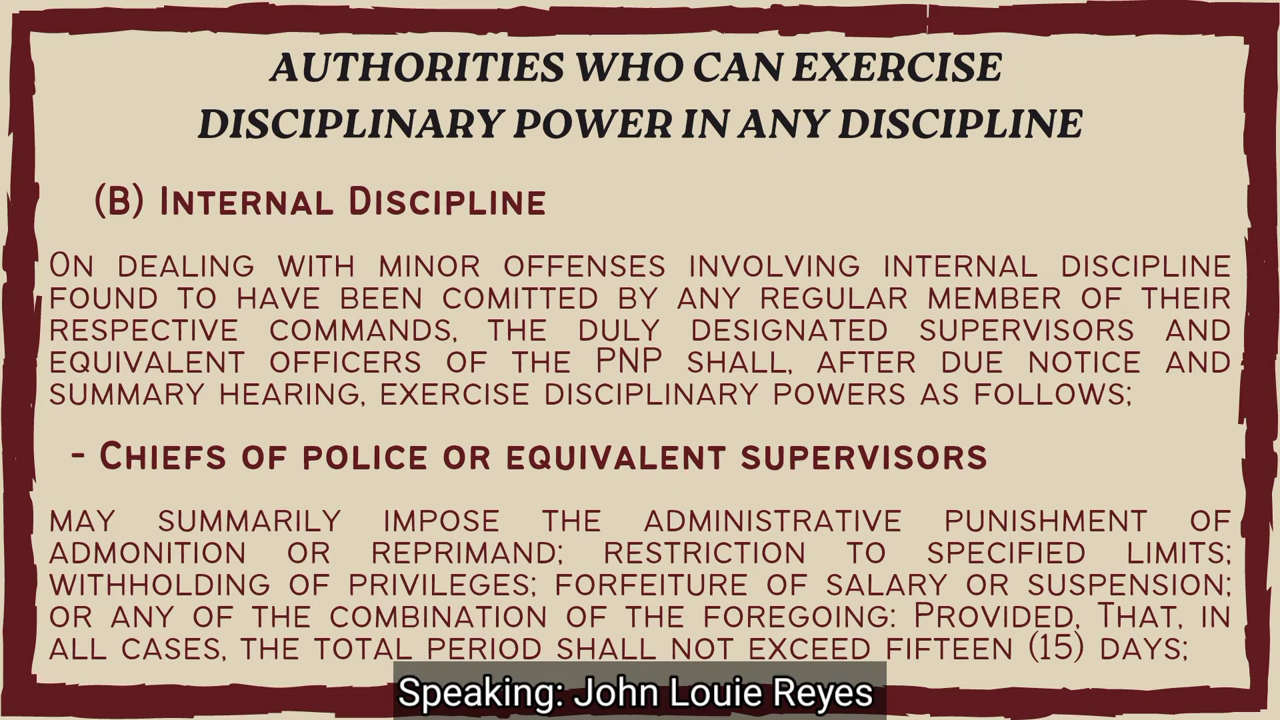 AUTHORITIES WHO CAN EXERCISE
DISCIPLINARY POWER IN ANY DISCIPLINE
(B) Internal Discipline
On dealing with minor offenses involving internal discipline
found to have been comitted by any regular member of their
respective commands, the duly designated supervisors and
equivalent officers of the PNP shall, after due notice and
summary hearing, exercise disciplinary powers as follows;
- Chiefs of police or equivalent supervisors
may summarily impose the administrative punishment of
admonition or reprimand; restriction to specified limits;
withholding of privileges; forfeiture of salary or suspension;
or any of the combination of the foregoing: Provided, That, in
all cases, the total period shall not exceed fifteen (15) days;
Speaking: John Louie Reyes